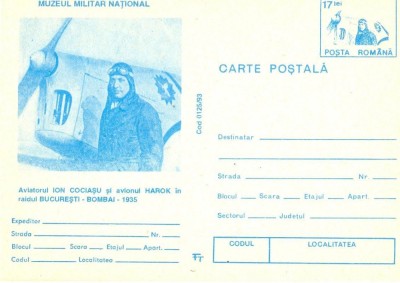 MUZEUL MILITAR NAȚIONAL
17 LEI
POȘTA ROMÂNĂ
CARTE POȘTALĂ
Cod 0125/93
Aviatorul ION COCIAȘU și avionul HAROK în
raidul BUCUREȘTI - BOMBAI - 1935
Expeditor
Strada Nr.
Blocul Scara Etajul Apart.
Codul Localitatea
Destinatar
Strada Nr.
Blocul Scara Etajul Apart.
Sectorul Județul
CODUL LOCALITATEA